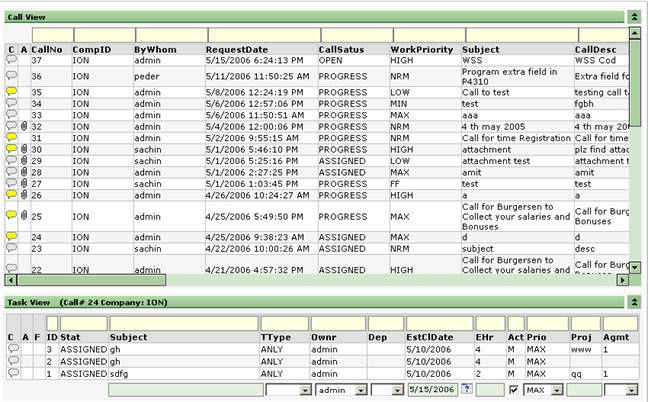 Call View
C A CallNo CompID ByWhom RequestDate CallSatus WorkPriority Subject CallDesc
37 ION admin 5/15/2006 6:24:13 PM OPEN HIGH WSS WSS Cod
36 ION peder 5/11/2006 11:50:25 AM PROGRESS NRM Program extra field in P4310 Extra field fo
35 ION admin 5/8/2006 12:24:19 PM PROGRESS LOW Call to test testing call ta
34 ION admin 5/6/2006 12:57:06 PM PROGRESS MIN test fgbh
33 ION admin 5/6/2006 11:50:51 AM PROGRESS MAX aaa aaa
32 ION admin 5/4/2006 12:00:06 PM PROGRESS NRM 4 th may 2005 4 th may 200
31 ION admin 5/2/2006 9:55:15 AM PROGRESS NRM Call for time Registration Call for time
30 ION sachin 5/1/2006 5:46:10 PM PROGRESS HIGH attachment plz find attac
29 ION sachin 5/1/2006 5:25:16 PM ASSIGNED LOW attachment test attachment t
28 ION admin 5/1/2006 2:27:25 PM ASSIGNED MAX amit amit
27 ION sachin 5/1/2006 1:03:45 PM PROGRESS FF test test
26 ION admin 4/26/2006 10:24:27 AM PROGRESS HIGH a a
25 ION admin 4/25/2006 5:49:50 PM PROGRESS MAX Call for Burgersen to Collect your salaries and Bonuses Call for Burg Collect your Bonuses
24 ION admin 4/25/2006 9:38:23 AM ASSIGNED MAX d d
23 ION sachin 4/22/2006 10:00:26 AM ASSIGNED NRM subject desc
22 ION admin 4/21/2006 4:57:32 PM ASSIGNED HIGH Call for Burgersen to Collect your salaries and Bonuses Call for Burg Collect your Bonuses
Task View (Call# 24 Company: ION)
C A F ID Stat Subject TType Ownr Dep EstClDate EHr Act Prio Proj Agmt
3 ASSIGNED gh ANLY admin 5/10/2006 4 M MAX www 1
2 ASSIGNED gh ANLY admin 5/10/2006 4 M MAX
1 ASSIGNED sdfg ANLY admin 5/10/2006 2 M MAX qq 1
admin 5/15/2006 ? MAX